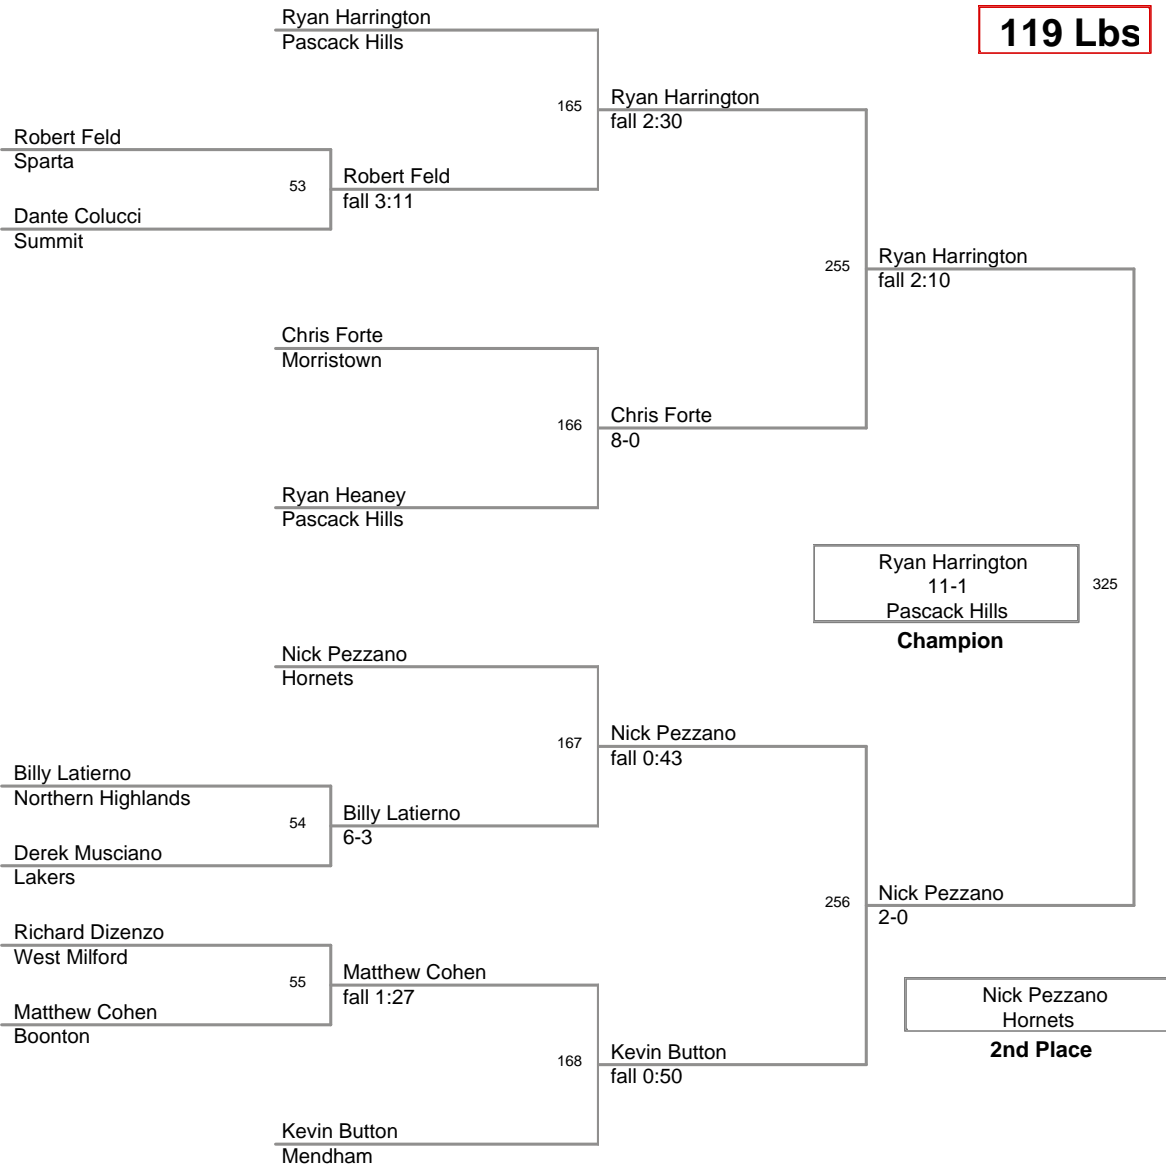 Ryan Harrington
Pascack Hills
119 Lbs
165
Ryan Harrington
fall 2:30
Robert Feld
Sparta
53
Robert Feld
fall 3:11
Dante Colucci
Summit
255
Ryan Harrington
fall 2:10
Chris Forte
Morristown
166
Chris Forte
8-0
Ryan Heaney
Pascack Hills
Ryan Harrington
11-1
Pascack Hills
Champion
325
Nick Pezzano
Hornets
167
Nick Pezzano
fall 0:43
Billy Latierno
Northern Highlands
54
Billy Latierno
6-3
Derek Musciano
Lakers
256
Nick Pezzano
2-0
Richard Dizenzo
West Milford
55
Matthew Cohen
fall 1:27
Matthew Cohen
Boonton
Nick Pezzano
Hornets
2nd Place
168
Kevin Button
fall 0:50
Kevin Button
Mendham